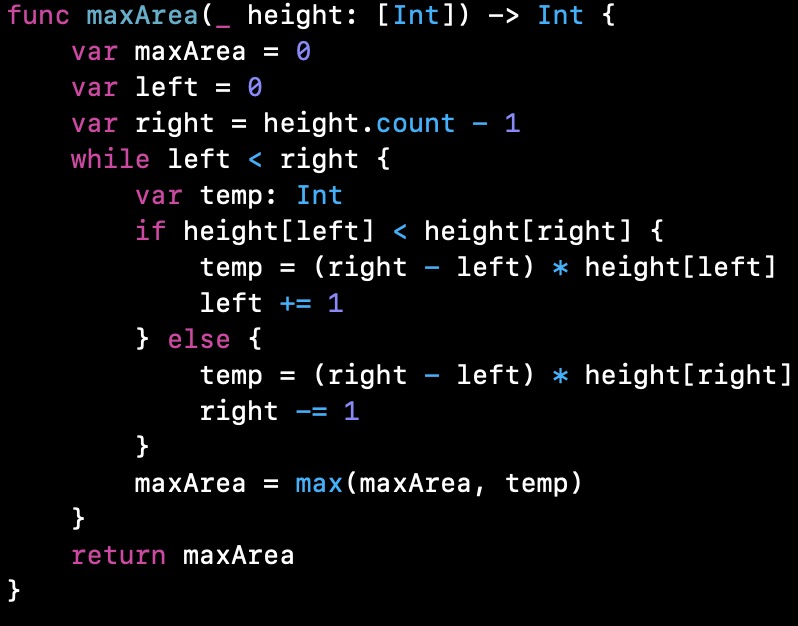 func maxArea(_ height: [Int]) -> Int {
    var maxArea = 0
    var left = 0
    var right = height.count - 1
    while left < right {
        var temp: Int
        if height[left] < height[right] {
            temp = (right - left) * height[left]
            left += 1
        } else {
            temp = (right - left) * height[right]
            right -= 1
        }
        maxArea = max(maxArea, temp)
    }
    return maxArea
}